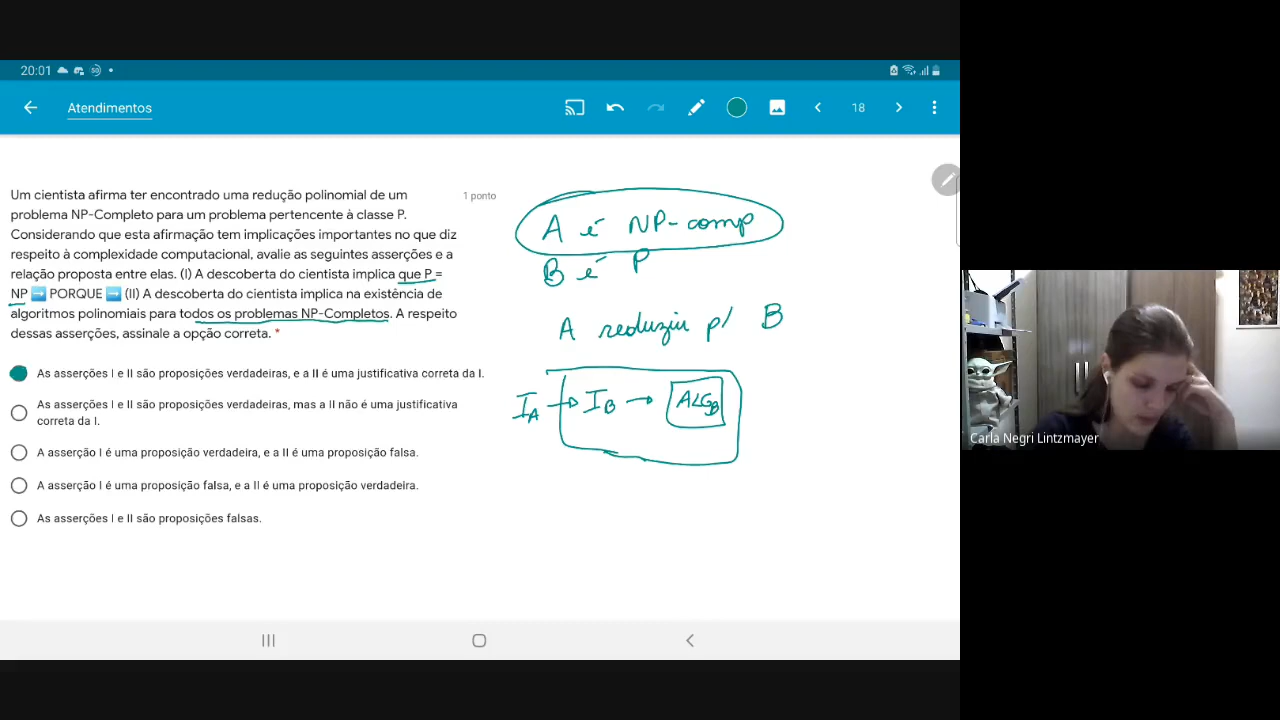 20:01
Atendimentos
18
Um cientista afirma ter encontrado uma redução polinomial de um
1 ponto
problema NP-Completo para um problema pertencente à classe P.
Considerando que esta afirmação tem implicações importantes no que diz
respeito à complexidade computacional, avalie as seguintes asserções e a
relação proposta entre elas. (I) A descoberta do cientista implica que P =
NP ➡ PORQUE ➡ (II) A descoberta do cientista implica na existência de
algoritmos polinomiais para todos os problemas NP-Completos. A respeito
dessas asserções, assinale a opção correta. *
As asserções I e II são proposições verdadeiras, e a II é uma justificativa correta da I.
As asserções I e II são proposições verdadeiras, mas a II não é uma justificativa
correta da I.
A asserção I é uma proposição verdadeira, e a II é uma proposição falsa.
A asserção I é uma proposição falsa, e a II é uma proposição verdadeira.
As asserções I e II são proposições falsas.
A é NP-comp
B é P
A reduziu p/ B
I_A → I_B → ALG_B
Carla Negri Lintzmayer